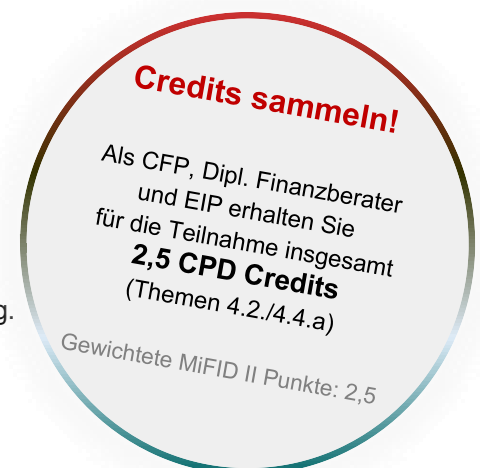 Credits sammeln!
Als CFP, Dipl. Finanzberater
und EIP erhalten Sie
für die Teilnahme insgesamt
2,5 CPD Credits
(Themen 4.2./4.4.a)
g.
Gewichtete MiFID II Punkte: 2,5